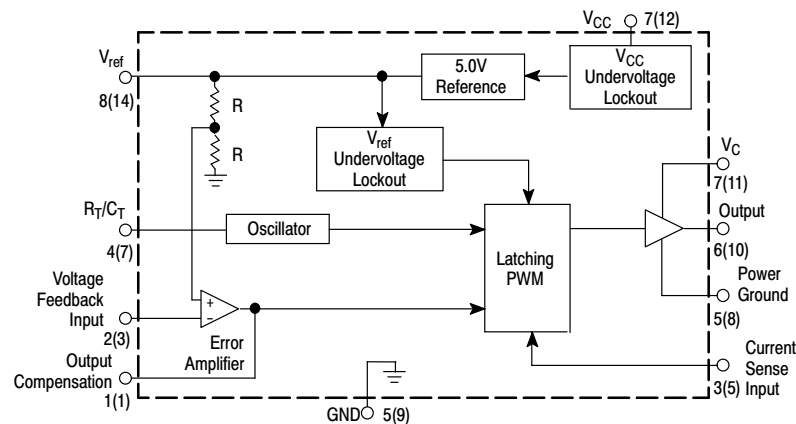 VCC 7(12)
Vref
8(14)
R
R
5.0V
Reference
VCC
Undervoltage
Lockout
Vref
Undervoltage
Lockout
VC
7(11)
RT/CT
4(7)
Oscillator
Latching
PWM
Output
6(10)
Voltage
Feedback
Input
2(3)
+
–
Error
Amplifier
Power
Ground
5(8)
Output
Compensation
1(1)
GND 5(9)
Current
Sense
Input
3(5)